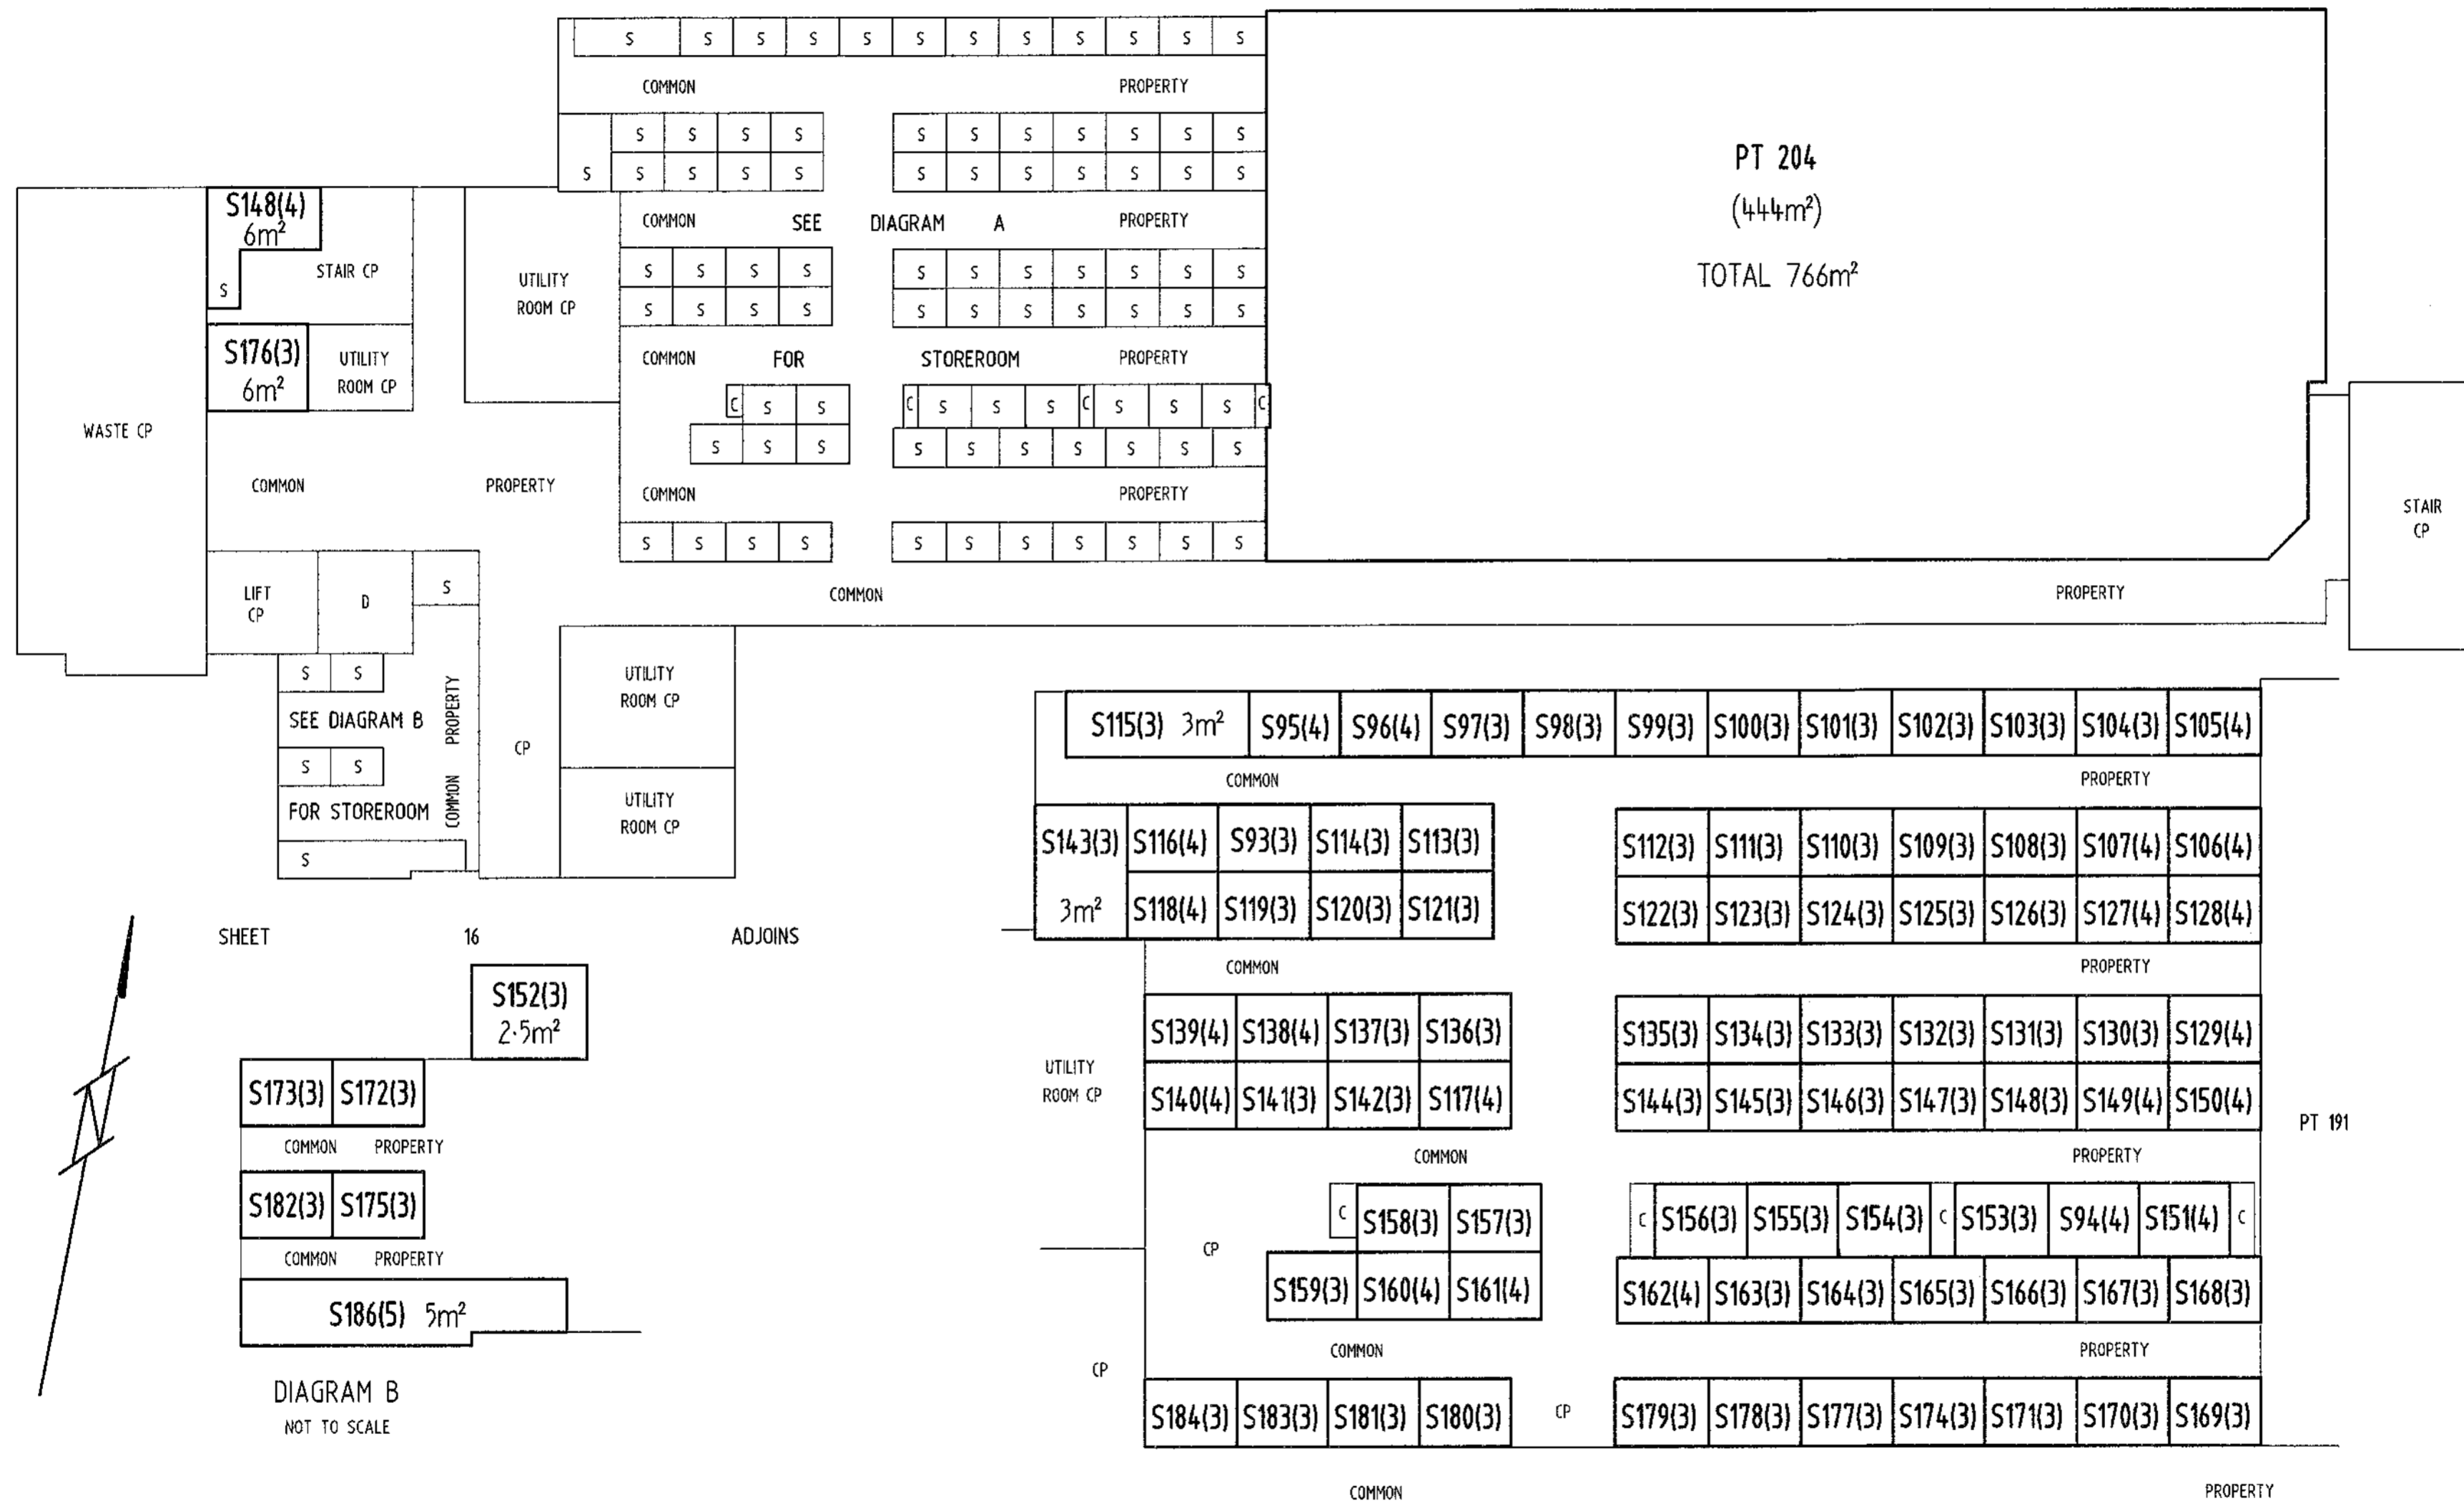 S S S S S S S S S S S S
COMMON PROPERTY
S S S S S S S S S S S
S S S S S S S S S S S S
COMMON SEE DIAGRAM A PROPERTY
S S S S S S S S S S S
S S S S S S S S S S S
COMMON FOR STOREROOM PROPERTY
C S S C S S S C S S S C
S S S S S S S S S S
COMMON PROPERTY
S S S S S S S S S S S
PT 204
(444m²)
TOTAL 766m²
S148(4)
6m²
STAIR CP
S
UTILITY
ROOM CP
S176(3)
6m²
UTILITY
ROOM CP
WASTE CP
COMMON PROPERTY
STAIR
CP
LIFT
CP
D
S
COMMON PROPERTY
S S
SEE DIAGRAM B
S S
FOR STOREROOM
S
COMMON PROPERTY
CP
UTILITY
ROOM CP
UTILITY
ROOM CP
SHEET 16 ADJOINS
S152(3)
2·5m²
S173(3) S172(3)
COMMON PROPERTY
S182(3) S175(3)
COMMON PROPERTY
S186(5) 5m²
DIAGRAM B
NOT TO SCALE
N
S115(3) 3m² S95(4) S96(4) S97(3) S98(3) S99(3) S100(3) S101(3) S102(3) S103(3) S104(3) S105(4)
COMMON PROPERTY
S143(3) S116(4) S93(3) S114(3) S113(3) S112(3) S111(3) S110(3) S109(3) S108(3) S107(4) S106(4)
3m² S118(4) S119(3) S120(3) S121(3) S122(3) S123(3) S124(3) S125(3) S126(3) S127(4) S128(4)
COMMON PROPERTY
S139(4) S138(4) S137(3) S136(3) S135(3) S134(3) S133(3) S132(3) S131(3) S130(3) S129(4)
UTILITY
ROOM CP
S140(4) S141(3) S142(3) S117(4) S144(3) S145(3) S146(3) S147(3) S148(3) S149(4) S150(4)
PT 191
COMMON PROPERTY
C S158(3) S157(3) C S156(3) S155(3) S154(3) C S153(3) S94(4) S151(4) C
CP
S159(3) S160(4) S161(4) S162(4) S163(3) S164(3) S165(3) S166(3) S167(3) S168(3)
COMMON PROPERTY
CP
S184(3) S183(3) S181(3) S180(3) CP S179(3) S178(3) S177(3) S174(3) S171(3) S170(3) S169(3)
COMMON PROPERTY